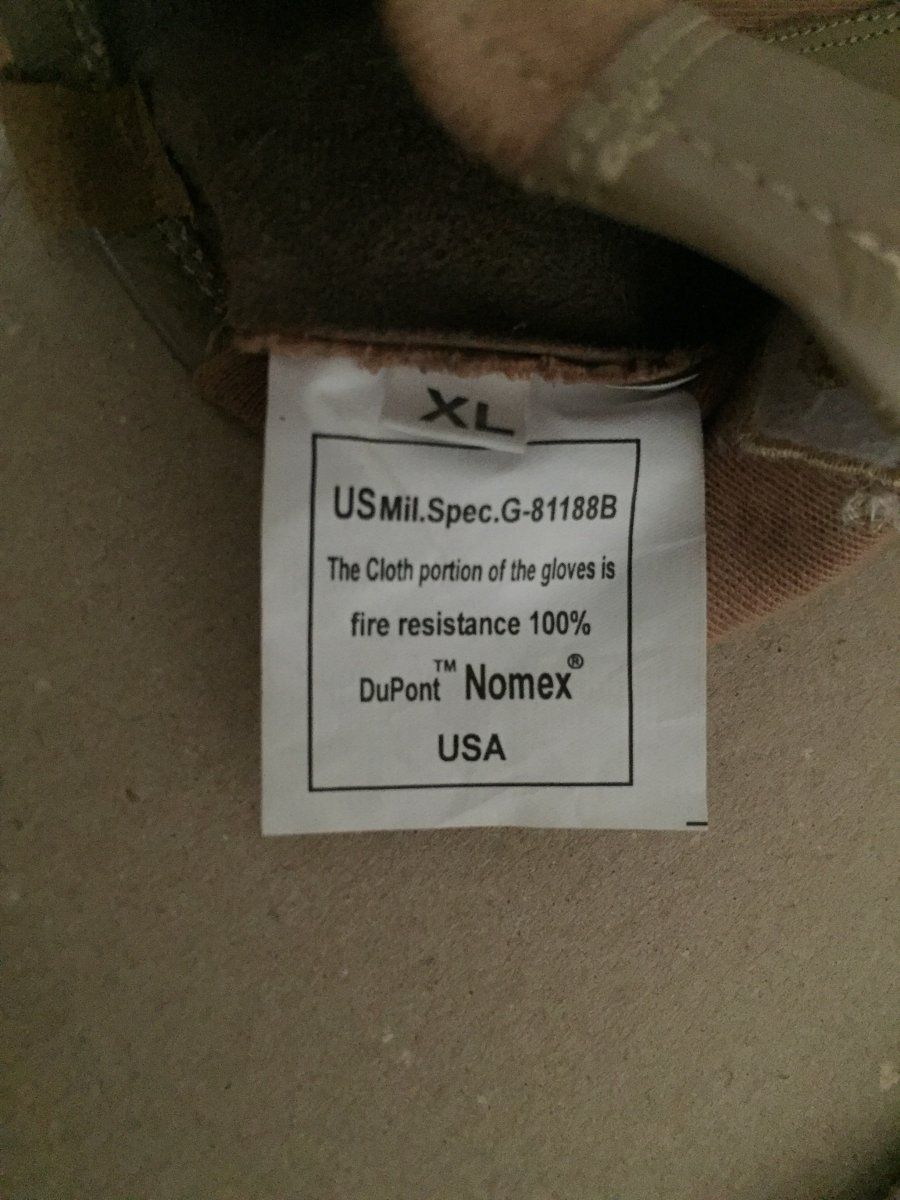 XL
USMil.Spec.G-81188B
The Cloth portion of the gloves is
fire resistance 100%
DuPont™ Nomex®
USA